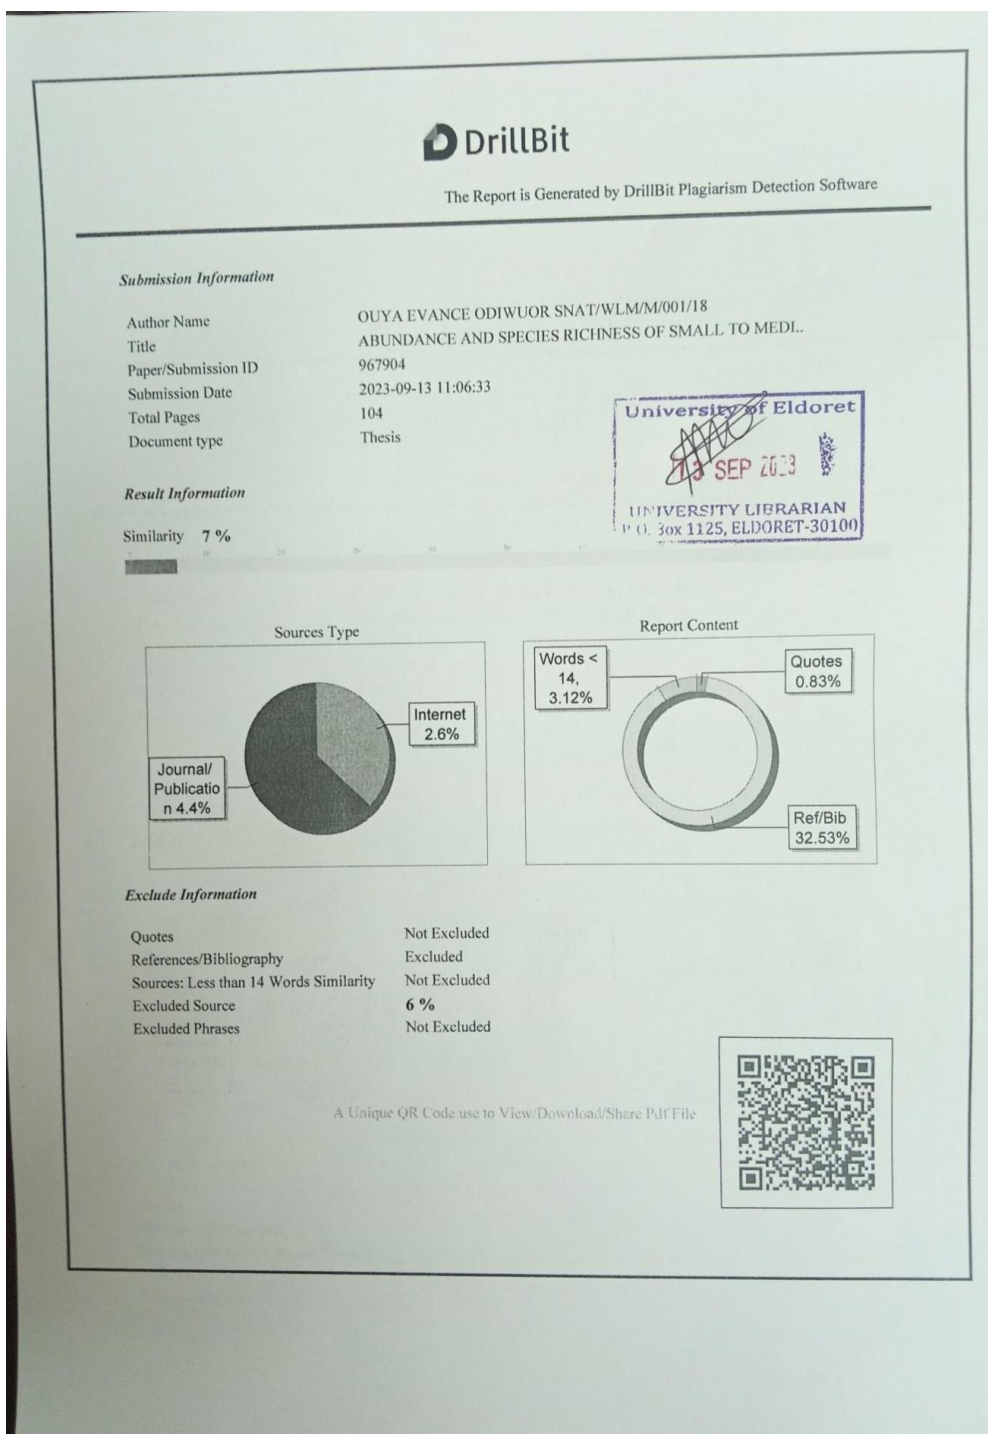 DrillBit
The Report is Generated by DrillBit Plagiarism Detection Software
Submission Information
Author Name OUYA EVANCE ODIWUOR SNAT/WLM/M/001/18
Title ABUNDANCE AND SPECIES RICHNESS OF SMALL TO MEDI..
Paper/Submission ID 967904
Submission Date 2023-09-13 11:06:33
Total Pages 104
Document type Thesis
University of Eldoret
13 SEP 2023
UNIVERSITY LIBRARIAN
P.O. Box 1125, ELDORET-30100
Result Information
Similarity 7 %
Sources Type
Internet
2.6%
Journal/
Publicatio
n 4.4%
Report Content
Words <
14,
3.12%
Quotes
0.83%
Ref/Bib
32.53%
Exclude Information
Quotes Not Excluded
References/Bibliography Excluded
Sources: Less than 14 Words Similarity Not Excluded
Excluded Source 6 %
Excluded Phrases Not Excluded
A Unique QR Code use to View/Download/Share Pdf File